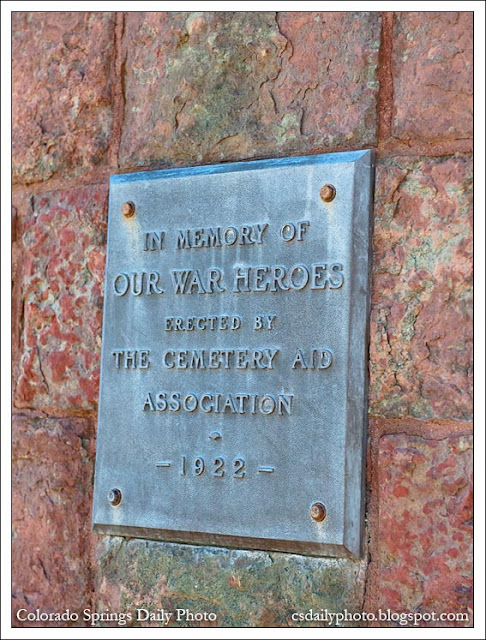 IN MEMORY OF
OUR WAR HEROES
ERECTED BY
THE CEMETERY AID
ASSOCIATION
- 1922 -
Colorado Springs Daily Photo
csdailyphoto.blogspot.com